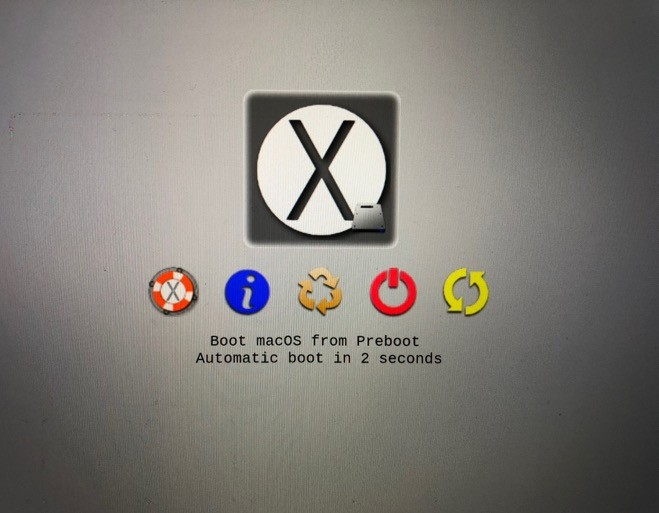 X
Boot macOS from Preboot
Automatic boot in 2 seconds